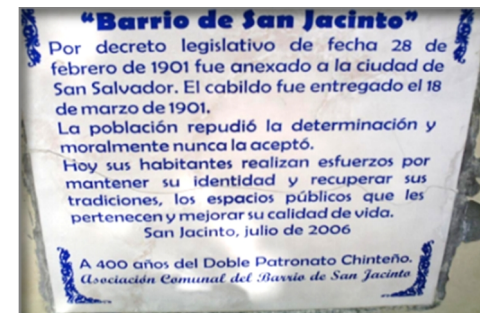 "Barrio de San Jacinto"
Por decreto legislativo de fecha 28 de
febrero de 1901 fue anexado a la ciudad de
San Salvador. El cabildo fue entregado el 18
de marzo de 1901.
La población repudió la determinación y
moralmente nunca la aceptó.
Hoy sus habitantes realizan esfuerzos por
mantener su identidad y recuperar sus
tradiciones, los espacios públicos que les
pertenecen y mejorar su calidad de vida.
San Jacinto, julio de 2006
A 400 años del Doble Patronato Chinteño.
Asociación Comunal del Barrio de San Jacinto